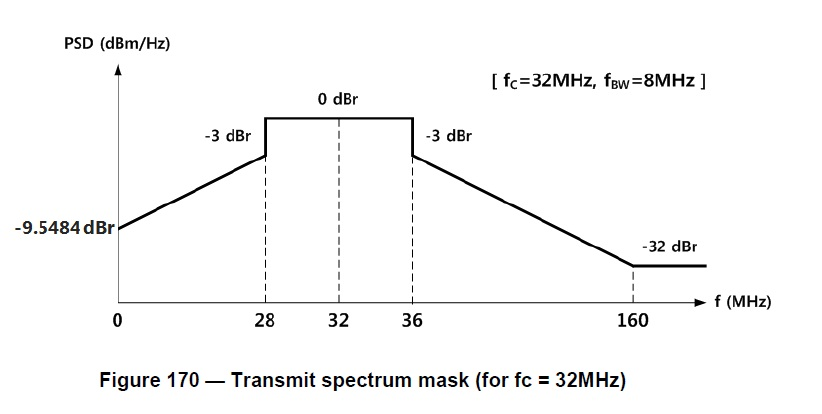 PSD (dBm/Hz)
[ fC=32MHz, fBW=8MHz ]
0 dBr
-3 dBr
-3 dBr
-9.5484 dBr
-32 dBr
f (MHz)
0
28
32
36
160
Figure 170 — Transmit spectrum mask (for fc = 32MHz)